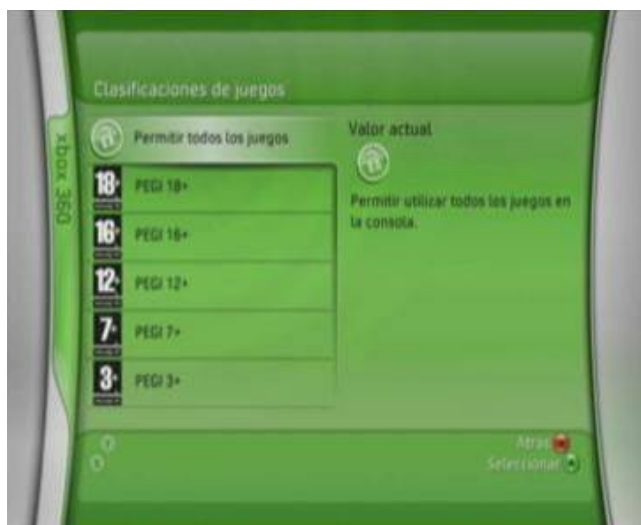 Clasificaciones de juegos
xbox 360
Permitir todos los juegos
18+ PEGI 18+
16+ PEGI 16+
12+ PEGI 12+
7+ PEGI 7+
3+ PEGI 3+
Valor actual
Permitir utilizar todos los juegos en
la consola.
Atrás
Seleccionar